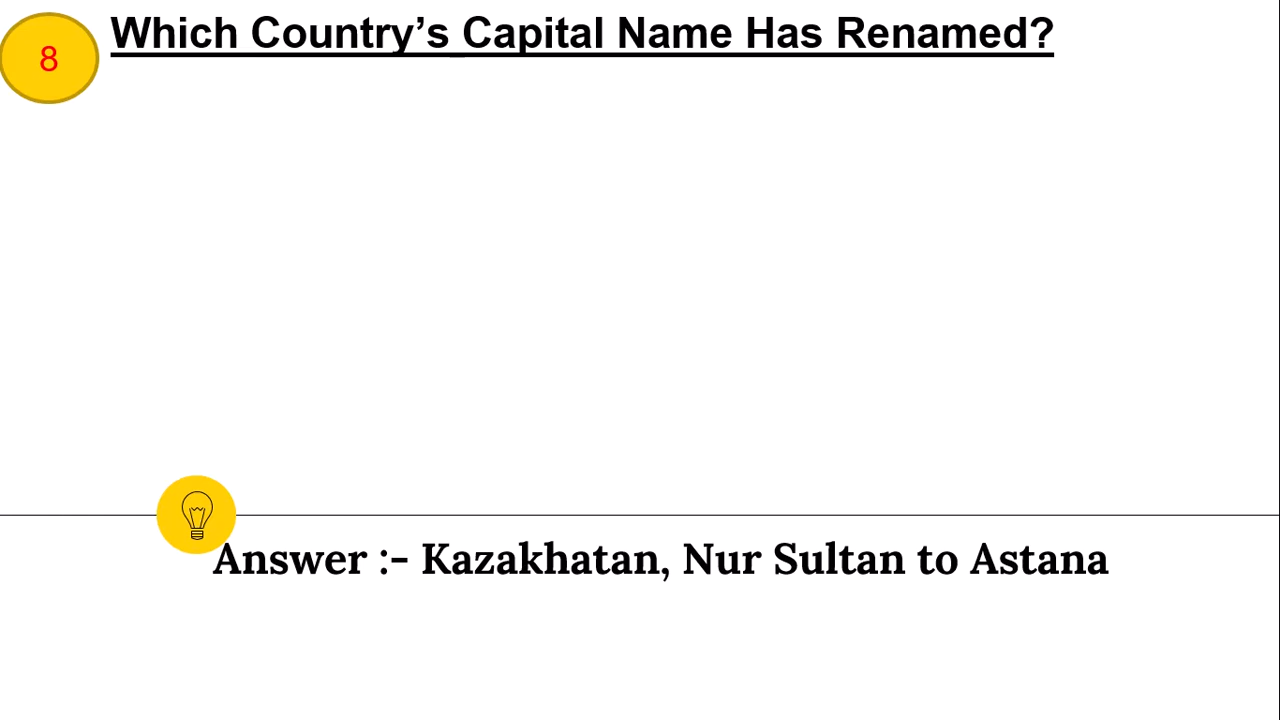 8
Which Country’s Capital Name Has Renamed?
Answer :- Kazakhatan, Nur Sultan to Astana